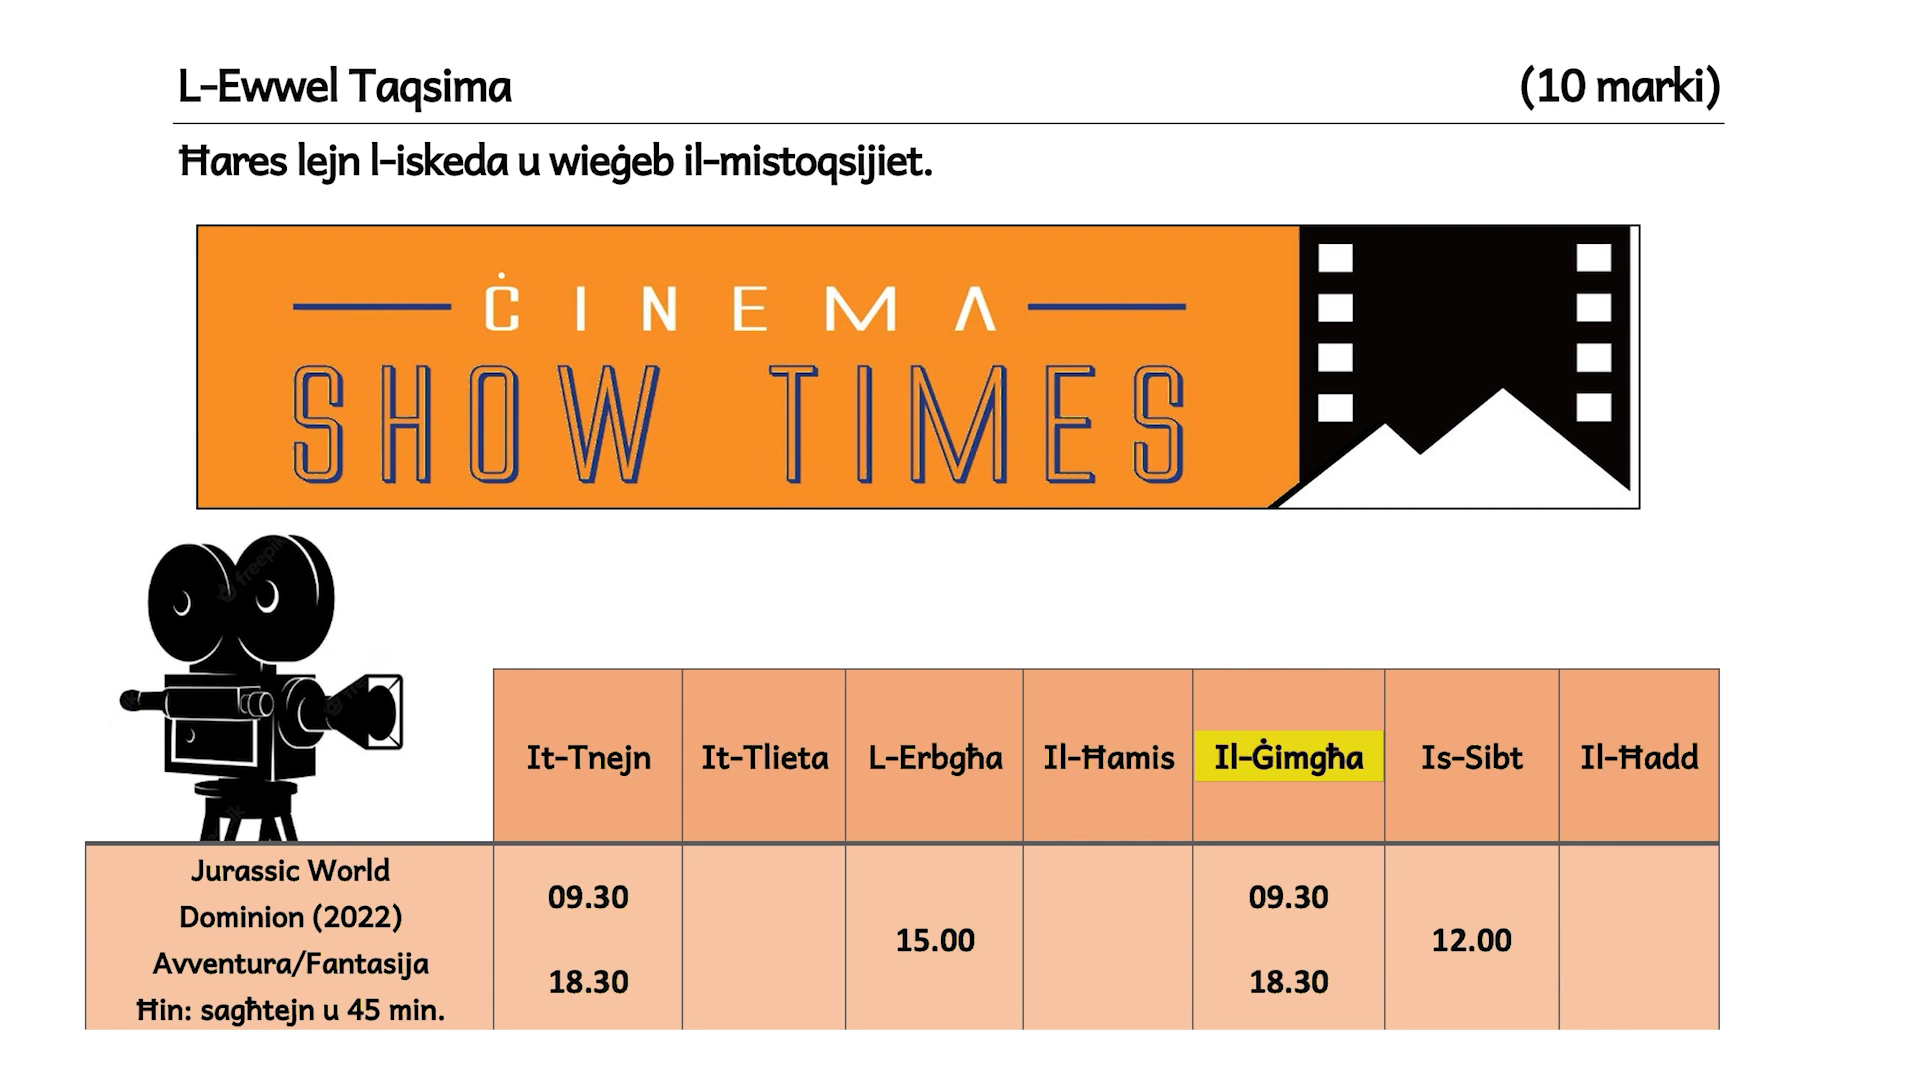 L-Ewwel Taqsima (10 marki)
Ħares lejn l-iskeda u wieġeb il-mistoqsijiet.
ĊINEMA
SHOW TIMES
freepik
It-Tnejn It-Tlieta L-Erbgħa Il-Ħamis Il-Ġimgħa Is-Sibt Il-Ħadd
Jurassic World
Dominion (2022)
Avventura/Fantasija
Ħin: sagħtejn u 45 min.
09.30
18.30
15.00
09.30
18.30
12.00